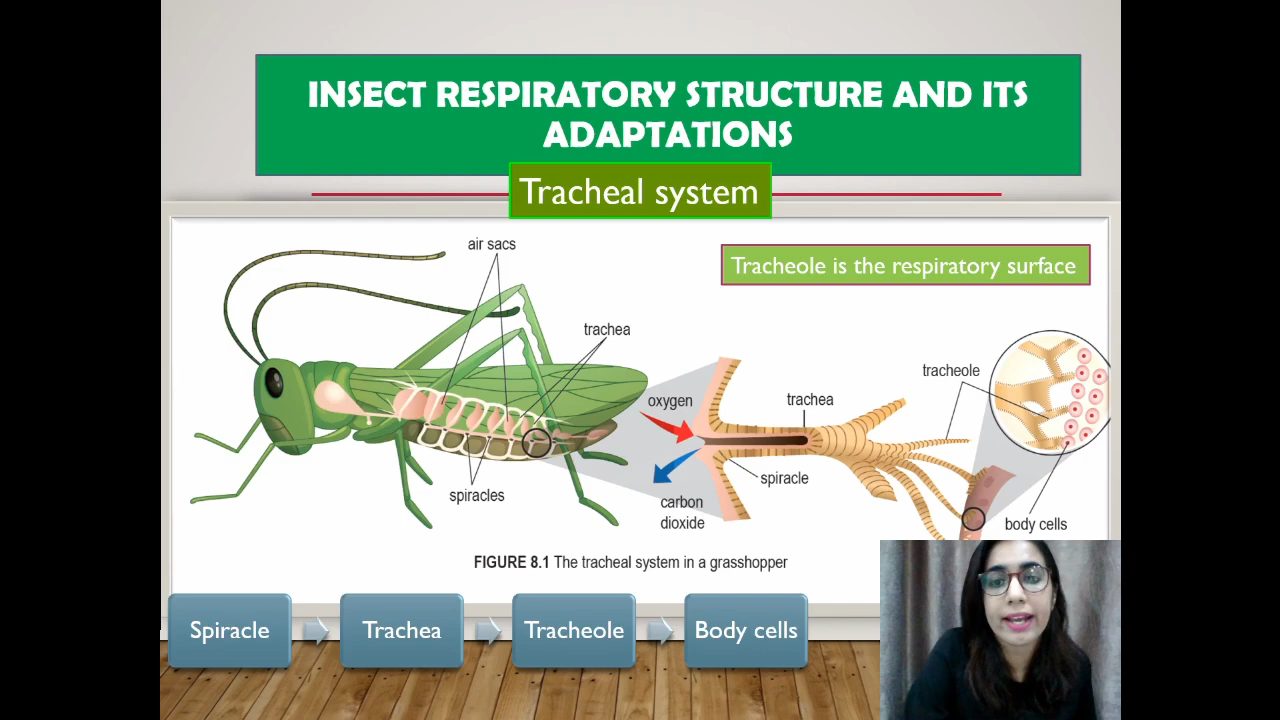 INSECT RESPIRATORY STRUCTURE AND ITS
ADAPTATIONS
Tracheal system
air sacs
Tracheole is the respiratory surface
trachea
tracheole
oxygen
trachea
spiracle
spiracles
carbon
dioxide
body cells
FIGURE 8.1 The tracheal system in a grasshopper
Spiracle
Trachea
Tracheole
Body cells